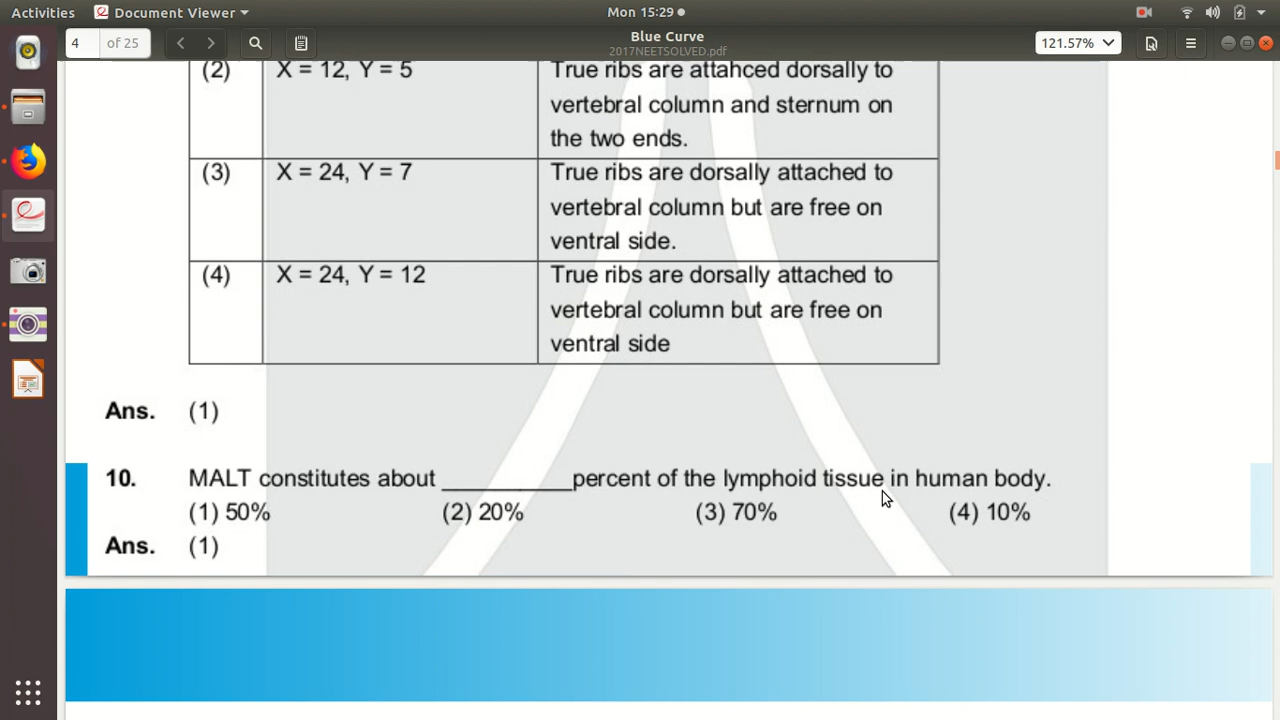 Activities Document Viewer Mon 15:29
4 of 25 Blue Curve 121.57%
2017NEETSOLVED.pdf
(2) X = 12, Y = 5 True ribs are attahced dorsally to
vertebral column and sternum on
the two ends.
(3) X = 24, Y = 7 True ribs are dorsally attached to
vertebral column but are free on
ventral side.
(4) X = 24, Y = 12 True ribs are dorsally attached to
vertebral column but are free on
ventral side
Ans. (1)
10. MALT constitutes about __________percent of the lymphoid tissue in human body.
(1) 50% (2) 20% (3) 70% (4) 10%
Ans. (1)